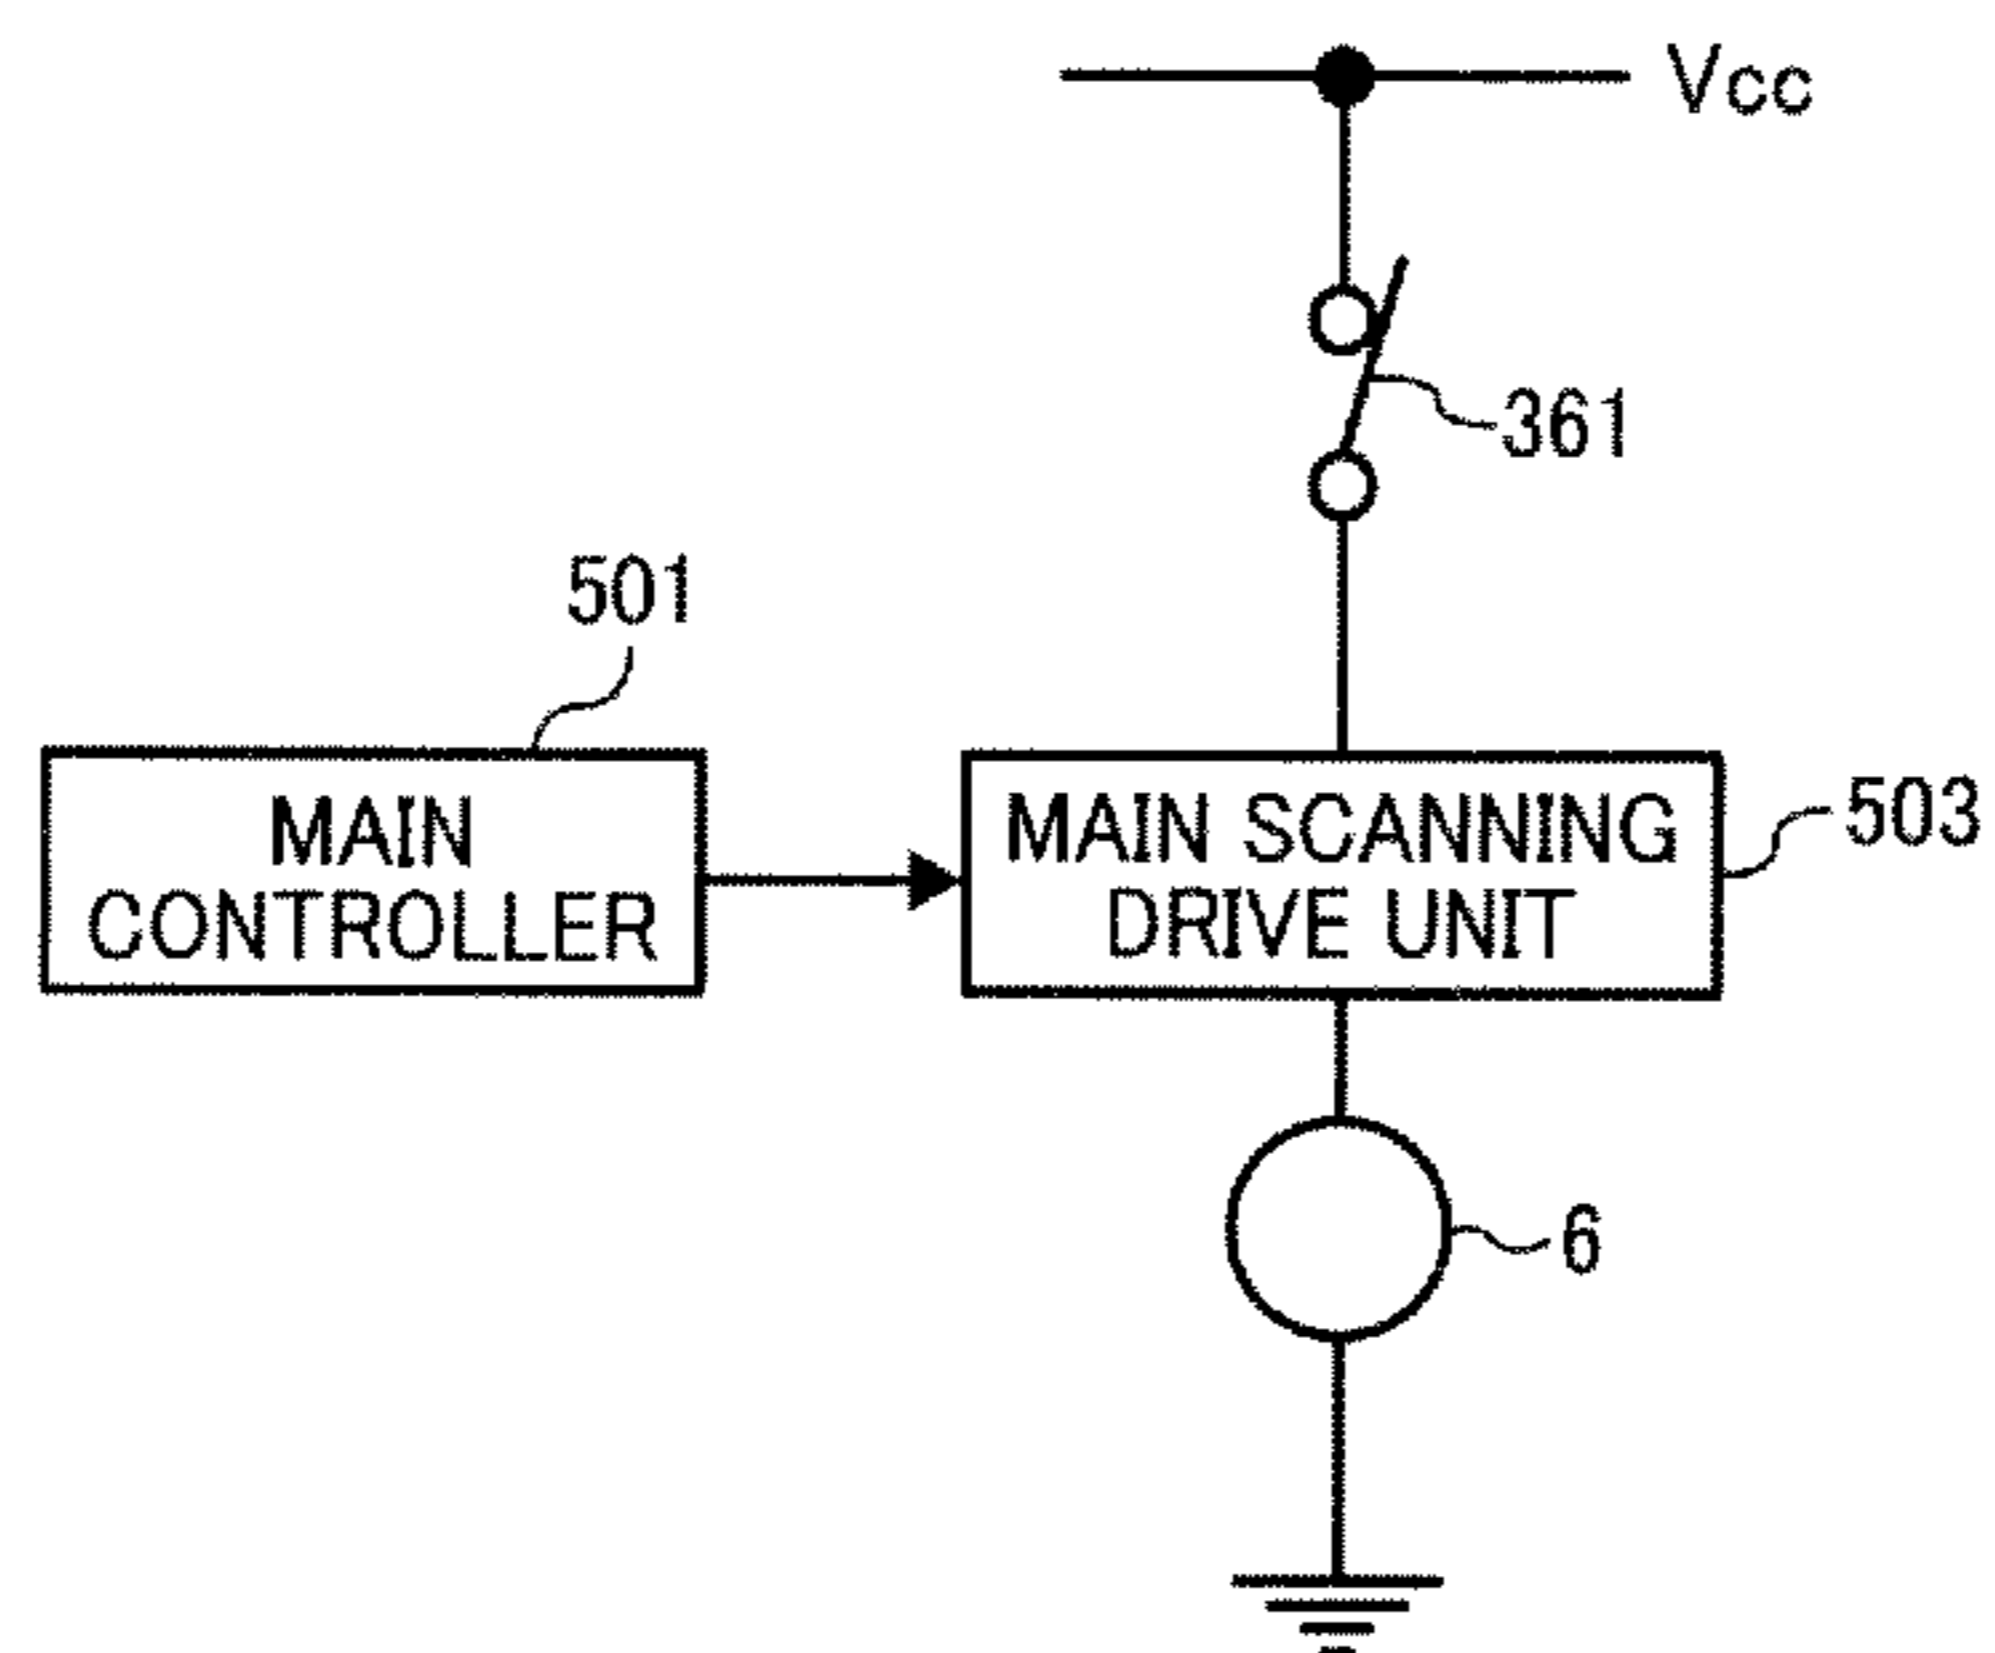 Vcc
361
501
MAIN
CONTROLLER
MAIN SCANNING
DRIVE UNIT
503
6